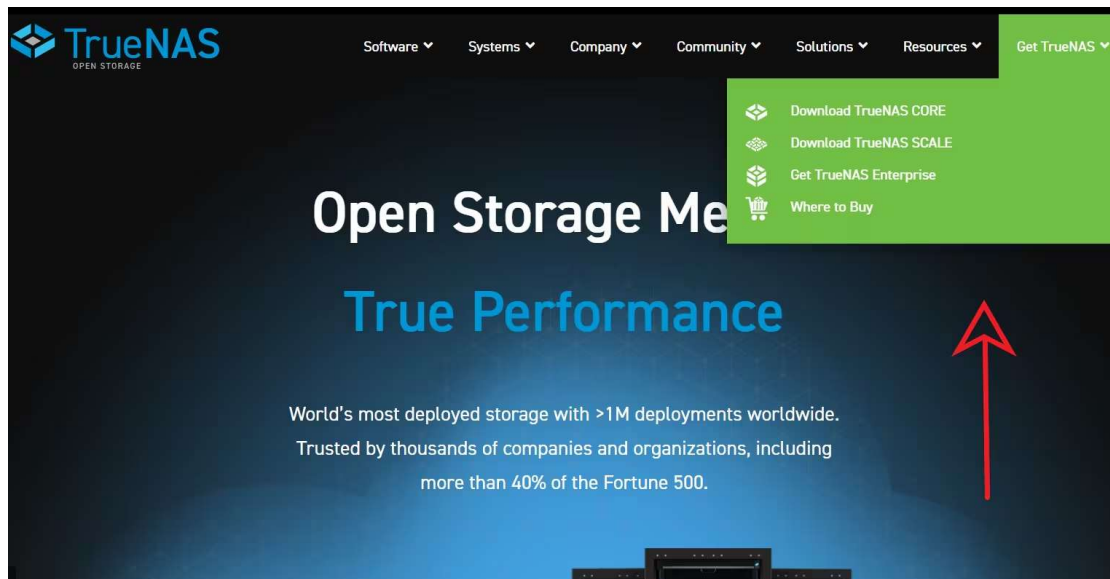 TrueNAS
OPEN STORAGE
Software
Systems
Company
Community
Solutions
Resources
Get TrueNAS
Download TrueNAS CORE
Download TrueNAS SCALE
Get TrueNAS Enterprise
Where to Buy
Open Storage Me
True Performance
World's most deployed storage with >1M deployments worldwide.
Trusted by thousands of companies and organizations, including
more than 40% of the Fortune 500.